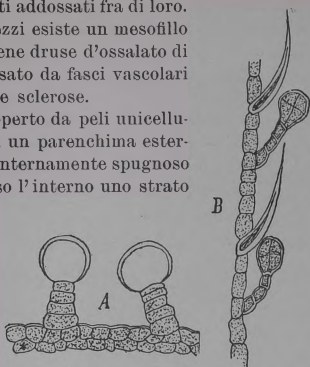 ti addossati fra di loro.
zzi esiste un mesofillo
ene druse d'ossalato di
sato da fasci vascolari
e sclerose.
perto da peli unicellu-
un parenchima ester-
nternamente spugnoso
so l'interno uno strato
B
A